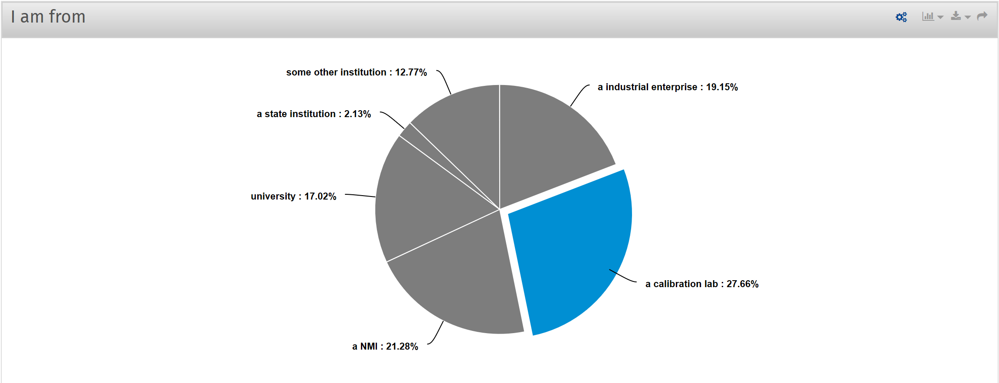 I am from
some other institution : 12.77%
a industrial enterprise : 19.15%
a state institution : 2.13%
university : 17.02%
a calibration lab : 27.66%
a NMI : 21.28%